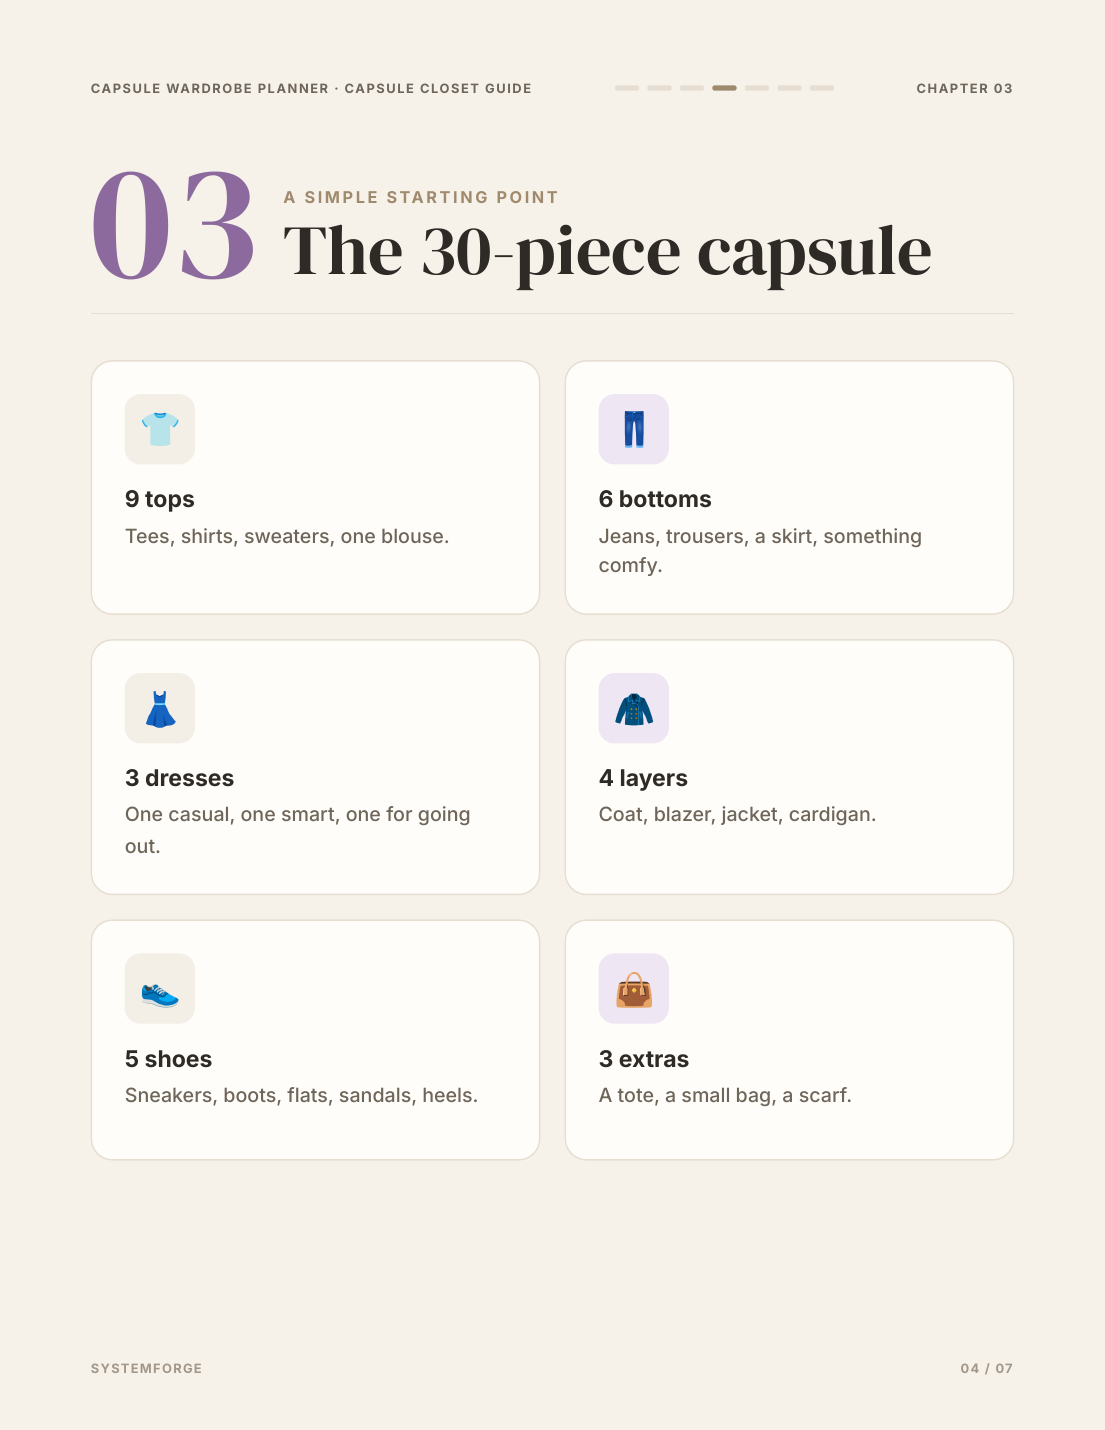 CAPSULE WARDROBE PLANNER · CAPSULE CLOSET GUIDE
CHAPTER 03
03
A SIMPLE STARTING POINT
The 30-piece capsule
9 tops
Tees, shirts, sweaters, one blouse.
6 bottoms
Jeans, trousers, a skirt, something
comfy.
3 dresses
One casual, one smart, one for going
out.
4 layers
Coat, blazer, jacket, cardigan.
5 shoes
Sneakers, boots, flats, sandals, heels.
3 extras
A tote, a small bag, a scarf.
SYSTEMFORGE
04 / 07